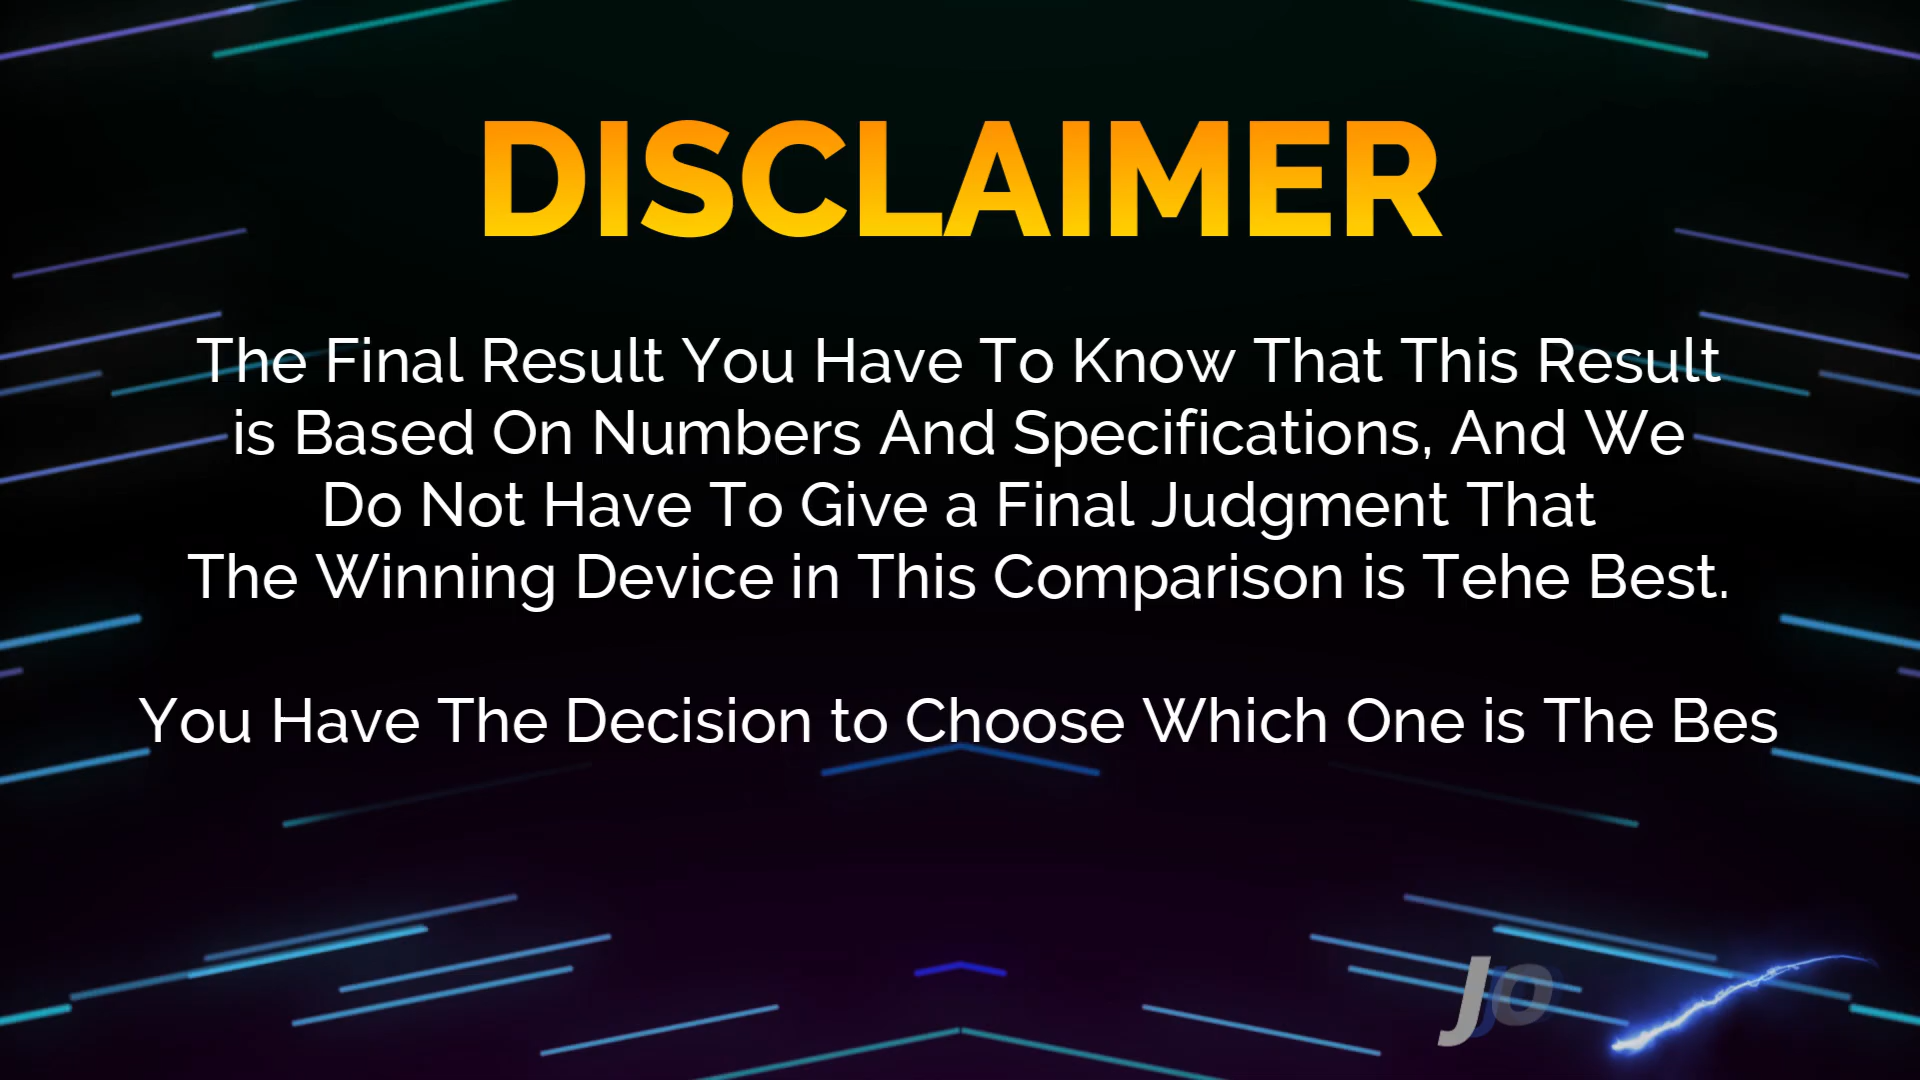 DISCLAIMER
The Final Result You Have To Know That This Result
is Based On Numbers And Specifications, And We
Do Not Have To Give a Final Judgment That
The Winning Device in This Comparison is Tehe Best.
You Have The Decision to Choose Which One is The Bes
JO